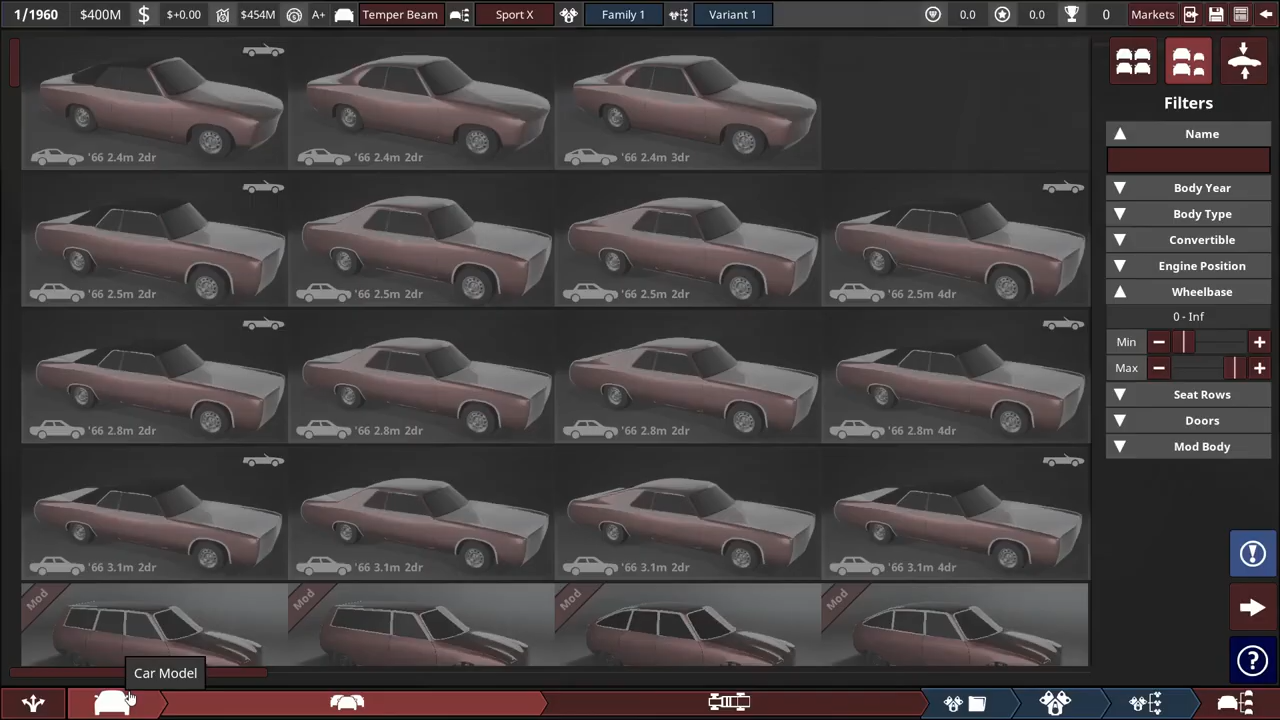 1/1960 $400M $+0.00 $454M A+ Temper Beam Sport X Family 1 Variant 1 0.0 0.0 0 Markets
'66 2.4m 2dr '66 2.4m 2dr '66 2.4m 3dr
'66 2.5m 2dr '66 2.5m 2dr '66 2.5m 2dr '66 2.5m 4dr
'66 2.8m 2dr '66 2.8m 2dr '66 2.8m 2dr '66 2.8m 4dr
'66 3.1m 2dr '66 3.1m 2dr '66 3.1m 2dr '66 3.1m 4dr
Mod Mod Mod Mod
Car Model
Filters
Name
Body Year
Body Type
Convertible
Engine Position
Wheelbase
0 - Inf
Min
Max
Seat Rows
Doors
Mod Body